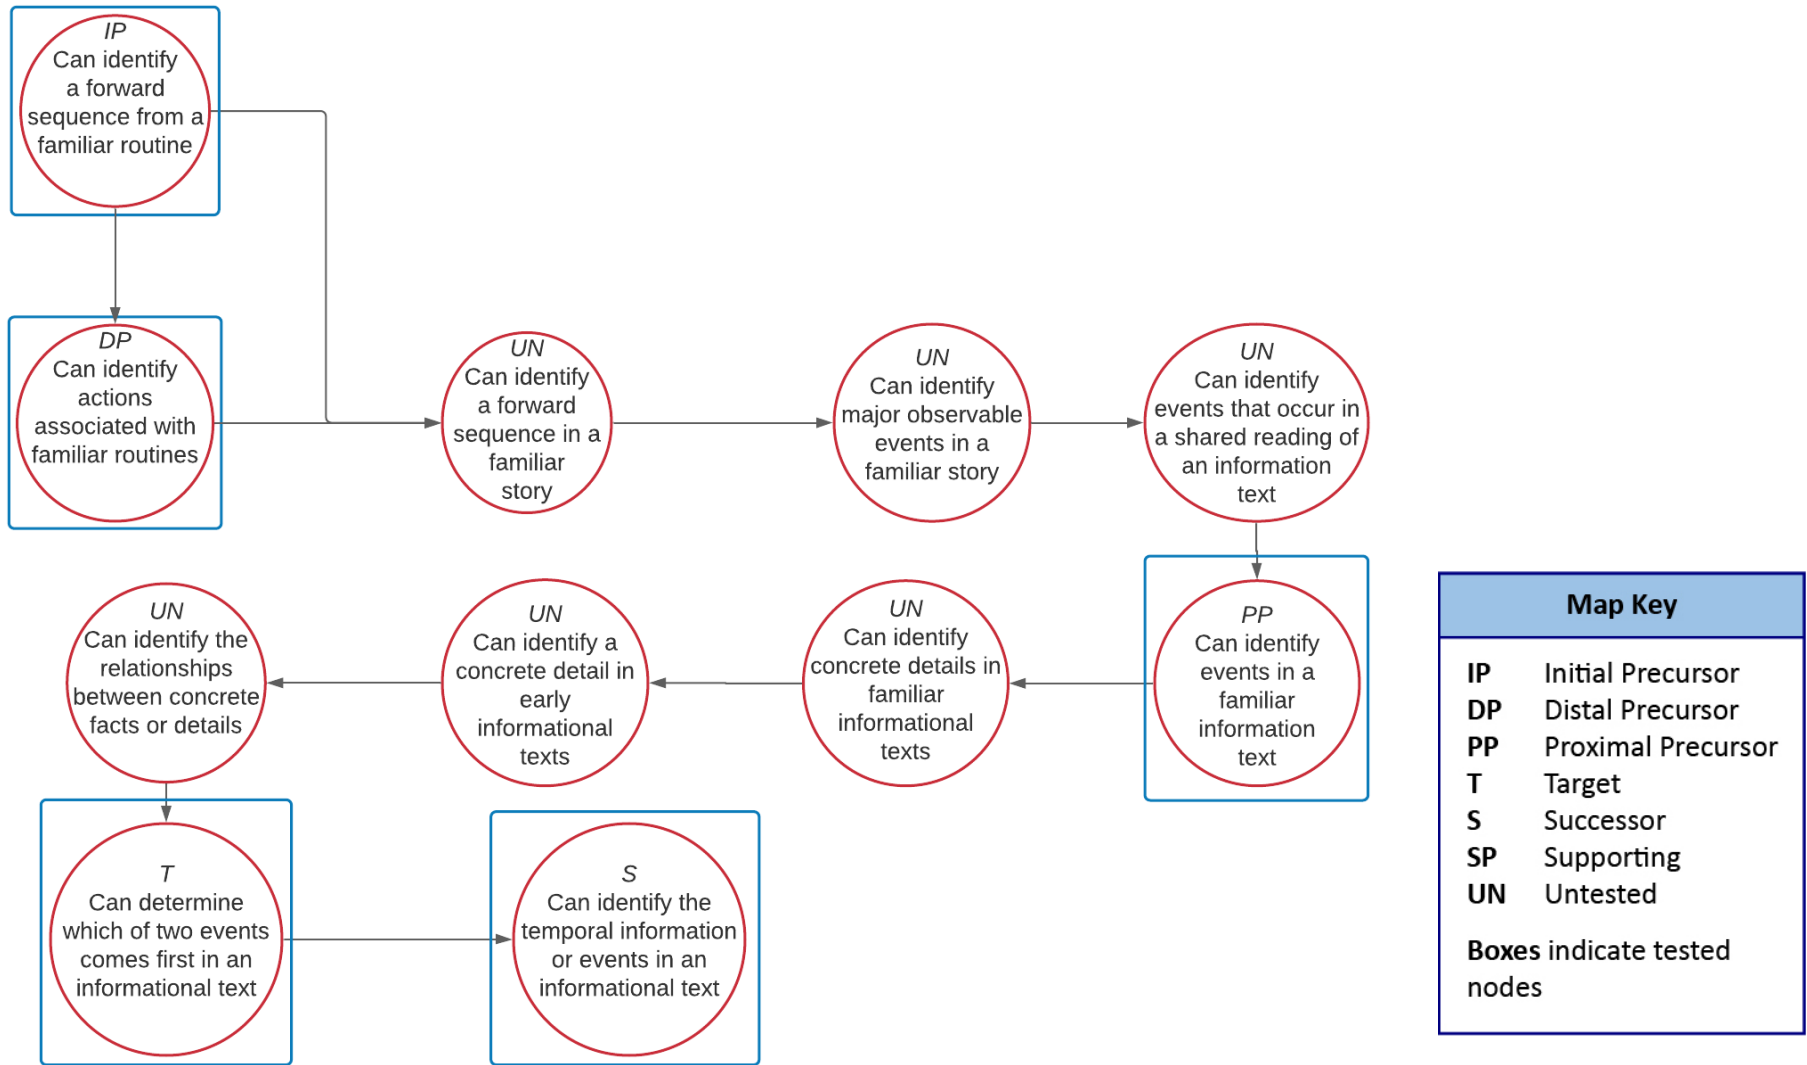 IP
Can identify
a forward
sequence from a
familiar routine
DP
Can identify
actions
associated with
familiar routines
UN
Can identify
a forward
sequence in a
familiar
story
UN
Can identify
major observable
events in a
familiar story
UN
Can identify
events that occur in
a shared reading of
an information
text
PP
Can identify
events in a
familiar
information
text
UN
Can identify
concrete details in
familiar
informational
texts
UN
Can identify a
concrete detail in
early
informational
texts
UN
Can identify the
relationships
between concrete
facts or details
T
Can determine
which of two events
comes first in an
informational text
S
Can identify the
temporal information
or events in an
informational text
Map Key
IP Initial Precursor
DP Distal Precursor
PP Proximal Precursor
T Target
S Successor
SP Supporting
UN Untested
Boxes indicate tested
nodes